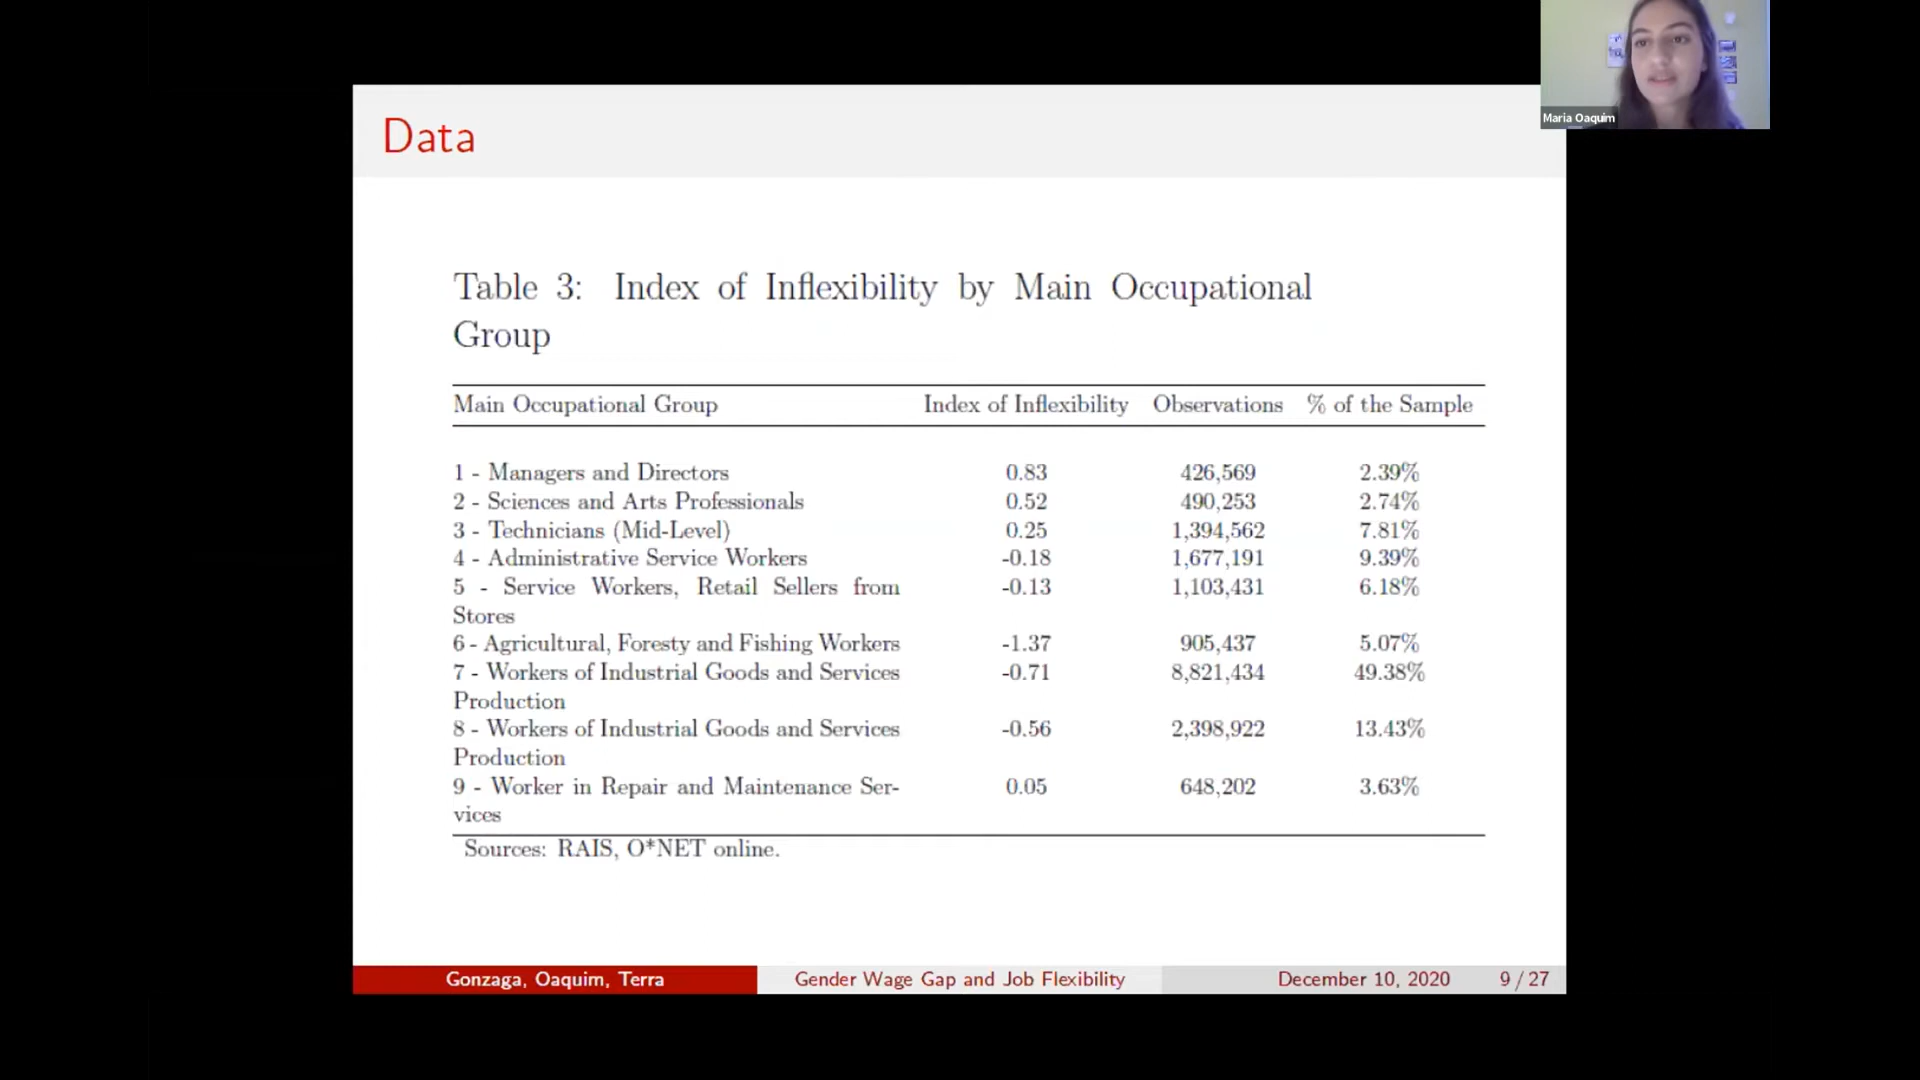 Maria Oaquim
Data
Table 3: Index of Inflexibility by Main Occupational
Group
Main Occupational Group Index of Inflexibility Observations % of the Sample
1 - Managers and Directors 0.83 426,569 2.39%
2 - Sciences and Arts Professionals 0.52 490,253 2.74%
3 - Technicians (Mid-Level) 0.25 1,394,562 7.81%
4 - Administrative Service Workers -0.18 1,677,191 9.39%
5 - Service Workers, Retail Sellers from -0.13 1,103,431 6.18%
Stores
6 - Agricultural, Foresty and Fishing Workers -1.37 905,437 5.07%
7 - Workers of Industrial Goods and Services -0.71 8,821,434 49.38%
Production
8 - Workers of Industrial Goods and Services -0.56 2,398,922 13.43%
Production
9 - Worker in Repair and Maintenance Ser- 0.05 648,202 3.63%
vices
Sources: RAIS, O*NET online.
Gonzaga, Oaquim, Terra Gender Wage Gap and Job Flexibility December 10, 2020 9 / 27